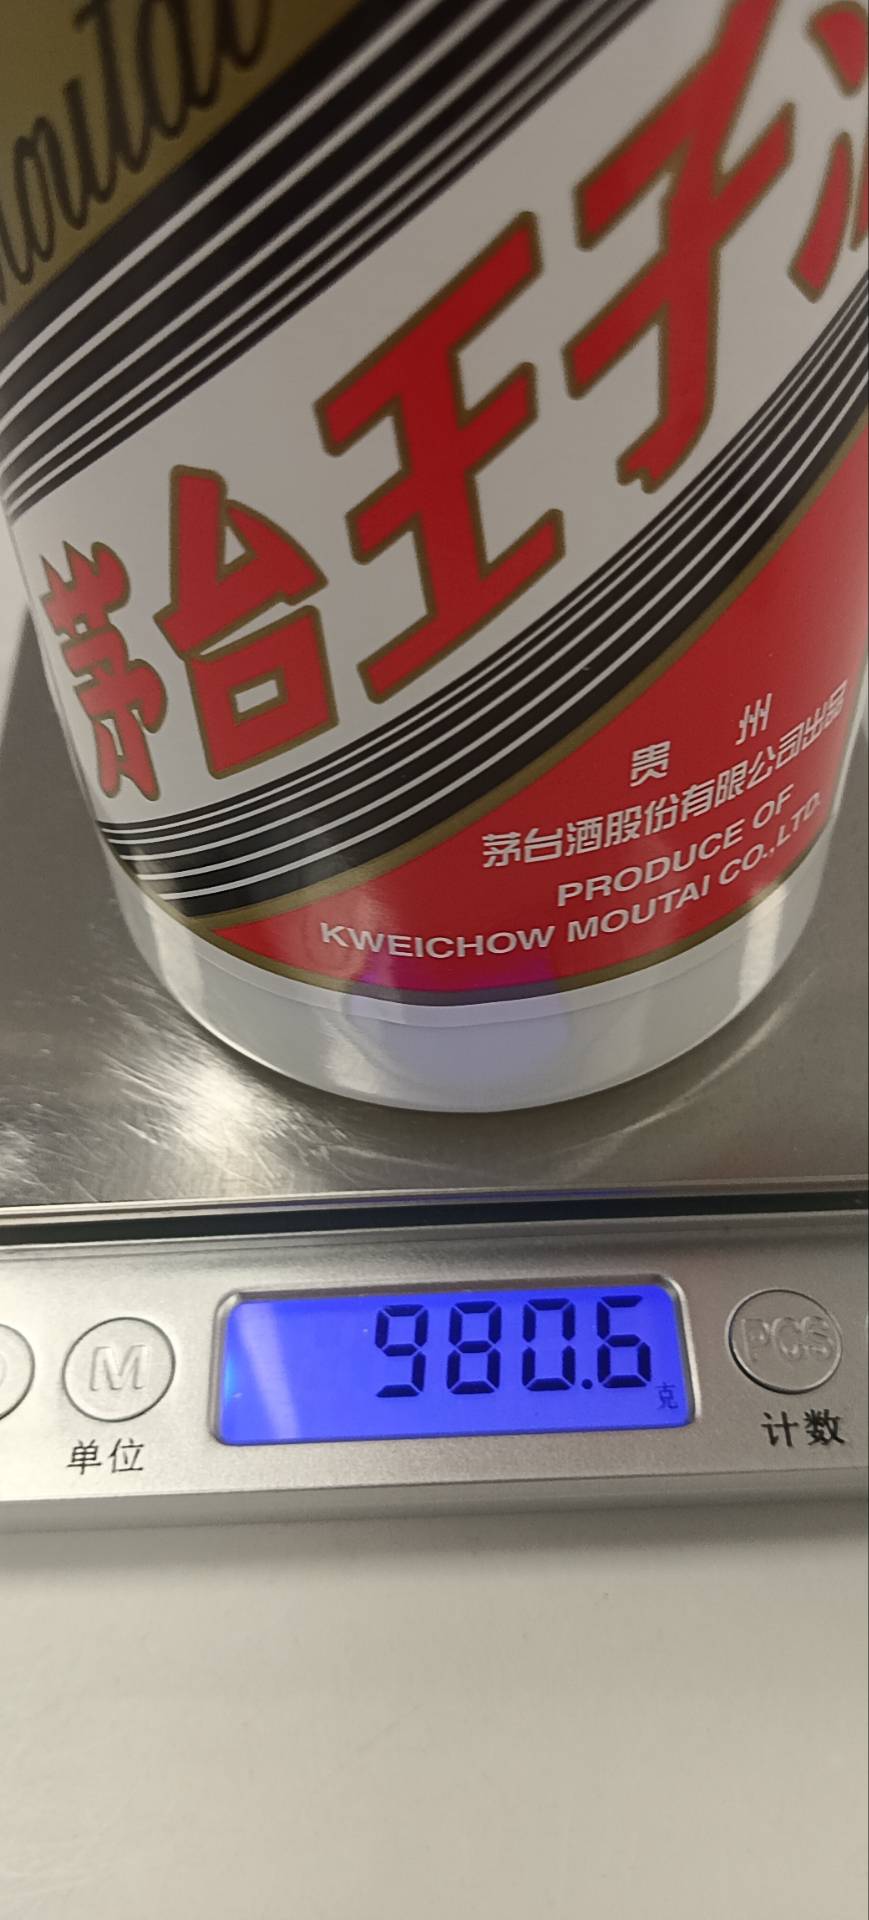 茅台王子
贵州
茅台酒股份有限公司出品
PRODUCE OF
KWEICHOW MOUTAI CO.,LTD.
980.6
克
M
PCS
单位
计数